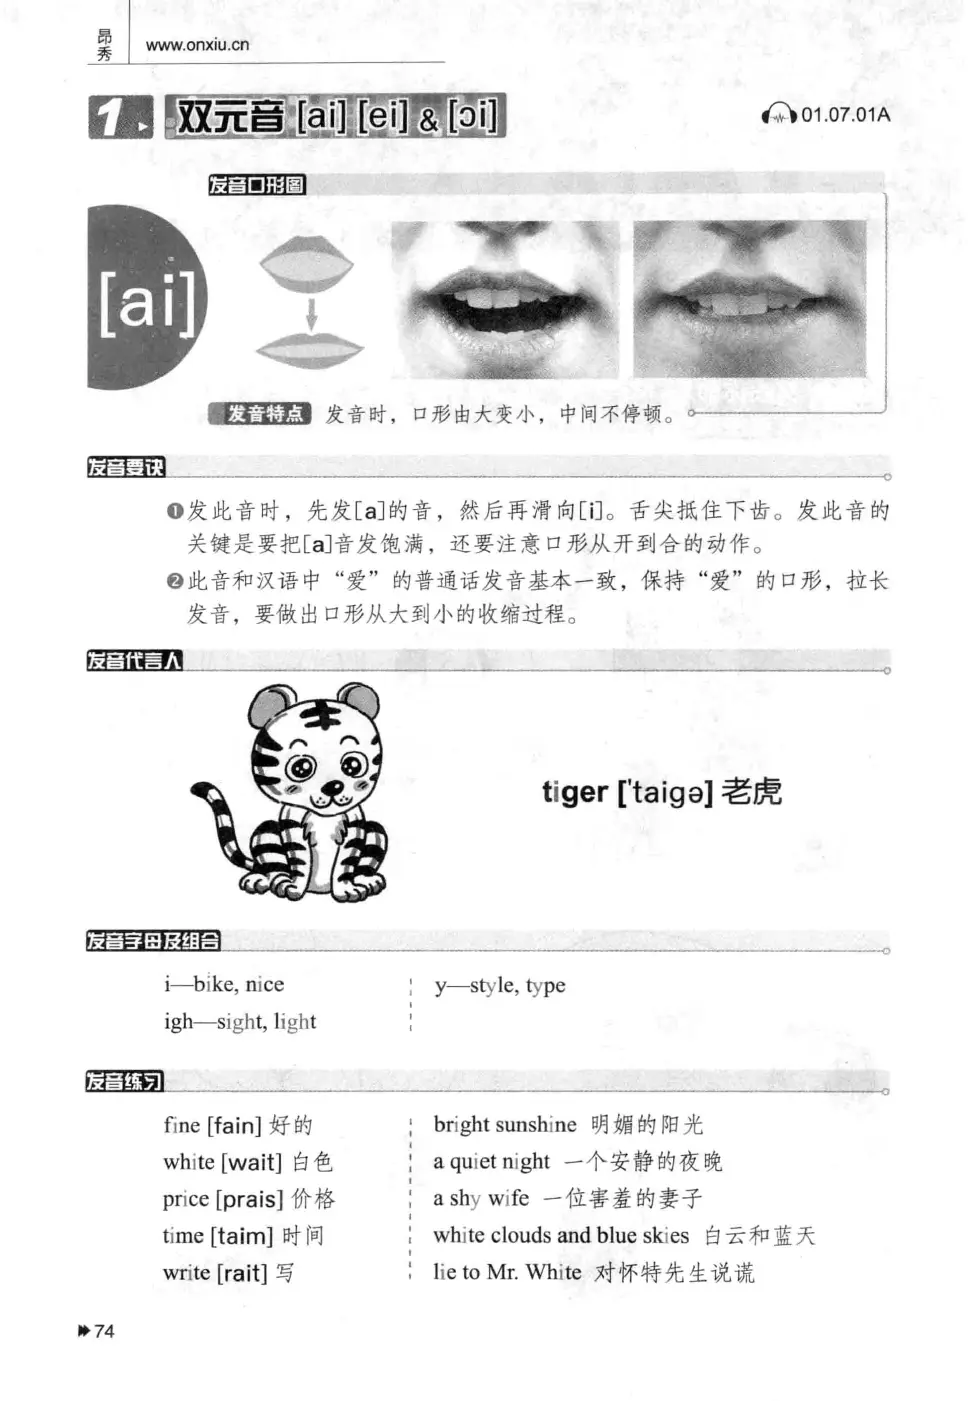 昂秀
www.onxiu.cn
1 双元音 [ai] [ei] & [ɔi]
01.07.01A
发音口形图
[ai]
发音特点 发音时，口形由大变小，中间不停顿。
发音要诀
❶发此音时，先发[a]的音，然后再滑向[i]。舌尖抵住下齿。发此音的
关键是要把[a]音发饱满，还要注意口形从开到合的动作。
❷此音和汉语中“爱”的普通话发音基本一致，保持“爱”的口形，拉长
发音，要做出口形从大到小的收缩过程。
发音代言人
tiger ['taigə] 老虎
发音字母及组合
i—bike, nice
igh—sight, light
y—style, type
发音练习
fine [fain] 好的
white [wait] 白色
price [prais] 价格
time [taim] 时间
write [rait] 写
bright sunshine 明媚的阳光
a quiet night 一个安静的夜晚
a shy wife 一位害羞的妻子
white clouds and blue skies 白云和蓝天
lie to Mr. White 对怀特先生说谎
74